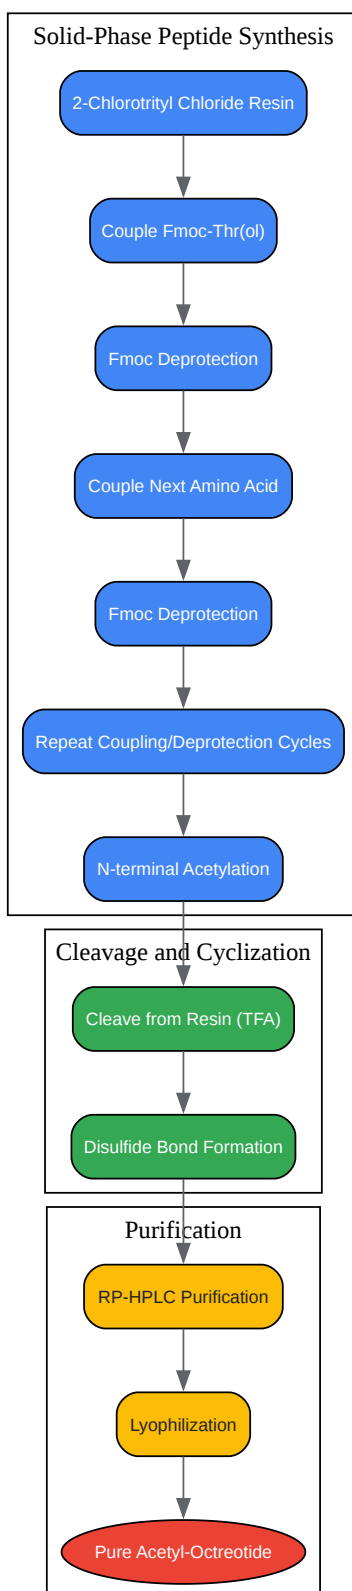 Solid-Phase Peptide Synthesis
2-Chlorotrityl Chloride Resin
Couple Fmoc-Thr(ol)
Fmoc Deprotection
Couple Next Amino Acid
Fmoc Deprotection
Repeat Coupling/Deprotection Cycles
N-terminal Acetylation
Cleavage and Cyclization
Cleave from Resin (TFA)
Disulfide Bond Formation
Purification
RP-HPLC Purification
Lyophilization
Pure Acetyl-Octreotide